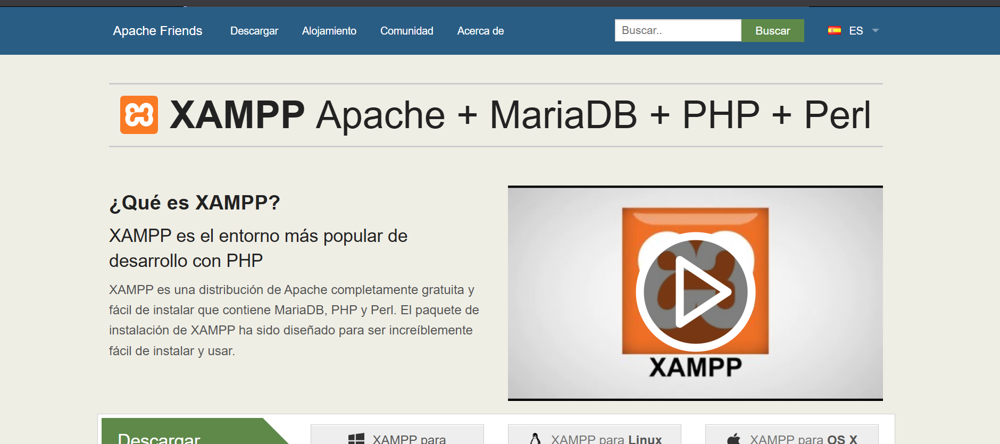 Apache Friends Descargar Alojamiento Comunidad Acerca de Buscar.. Buscar ES
XAMPP Apache + MariaDB + PHP + Perl
¿Qué es XAMPP?
XAMPP es el entorno más popular de
desarrollo con PHP
XAMPP es una distribución de Apache completamente gratuita y
fácil de instalar que contiene MariaDB, PHP y Perl. El paquete de
instalación de XAMPP ha sido diseñado para ser increíblemente
fácil de instalar y usar.
XAMPP
Descargar
XAMPP para
XAMPP para Linux
XAMPP para OS X